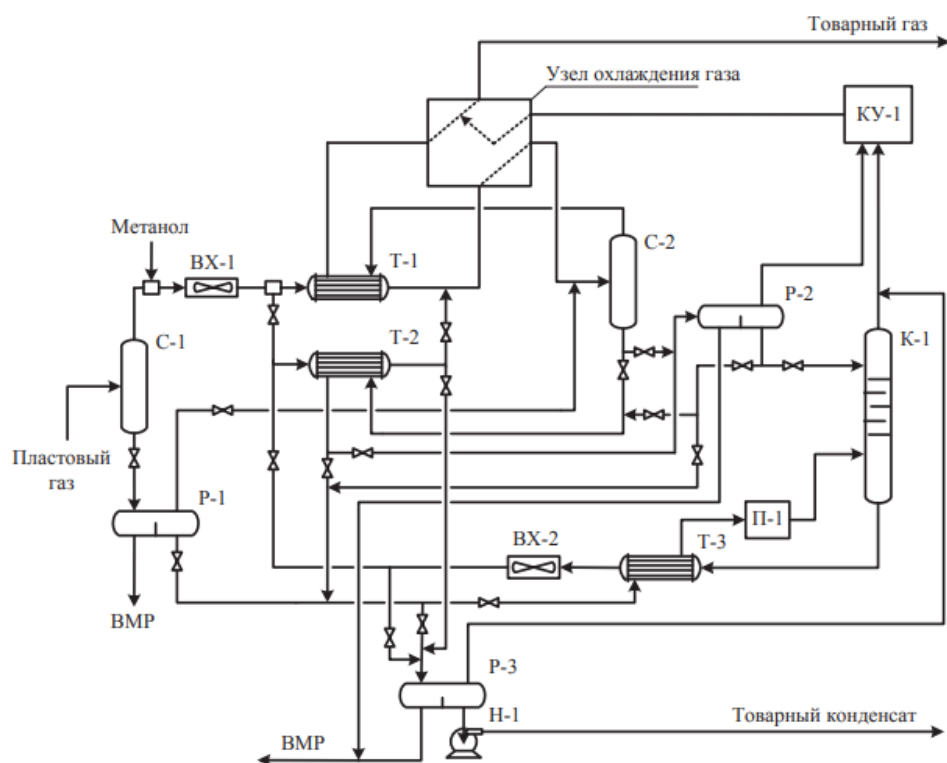 Товарный газ
Узел охлаждения газа
КУ-1
Метанол
ВХ-1
Т-1
С-2
Р-2
С-1
Т-2
К-1
Пластовый
газ
Р-1
П-1
ВХ-2
Т-3
ВМР
Р-3
Н-1
Товарный конденсат
ВМР